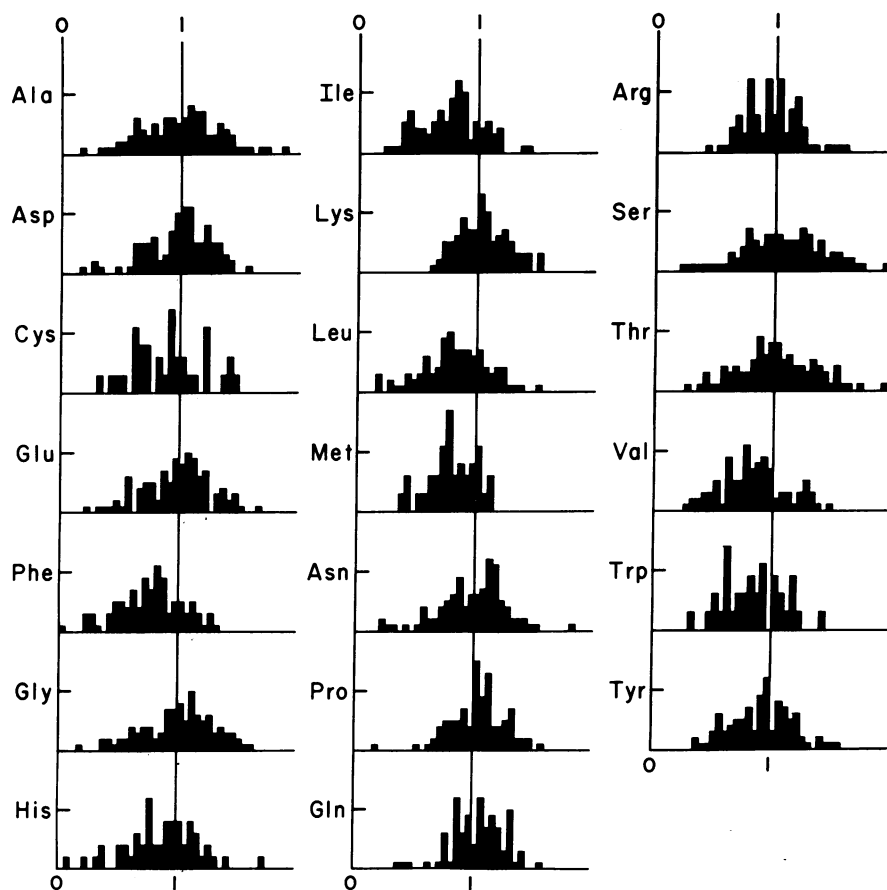 0 1
Ala
Asp
Cys
Glu
Phe
Gly
His
0 1
0 1
Ile
Lys
Leu
Met
Asn
Pro
Gln
0 1
0 1
Arg
Ser
Thr
Val
Trp
Tyr
0 1